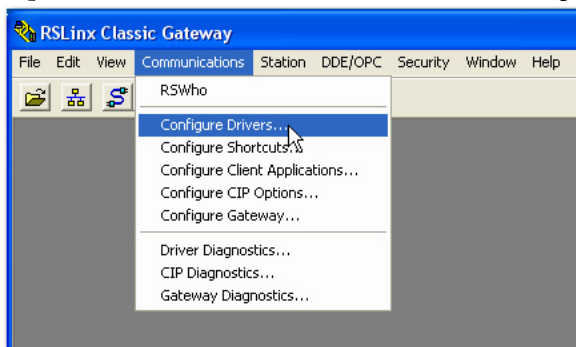 RSLinx Classic Gateway
File Edit View Communications Station DDE/OPC Security Window Help
RSWho
Configure Drivers...
Configure Shortcuts...
Configure Client Applications...
Configure CIP Options...
Configure Gateway...
Driver Diagnostics...
CIP Diagnostics...
Gateway Diagnostics...